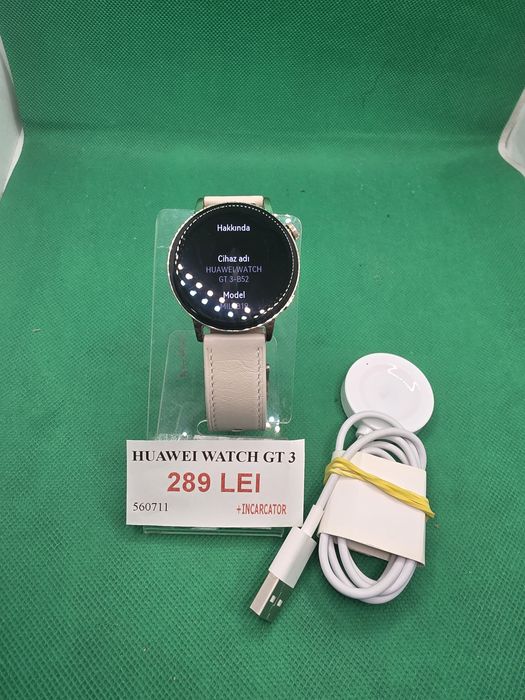 Hakkında
Cihaz adı
HUAWEI WATCH
GT 3-B52
Model
HUAWEI WATCH GT 3
289 LEI
560711
+INCARCATOR